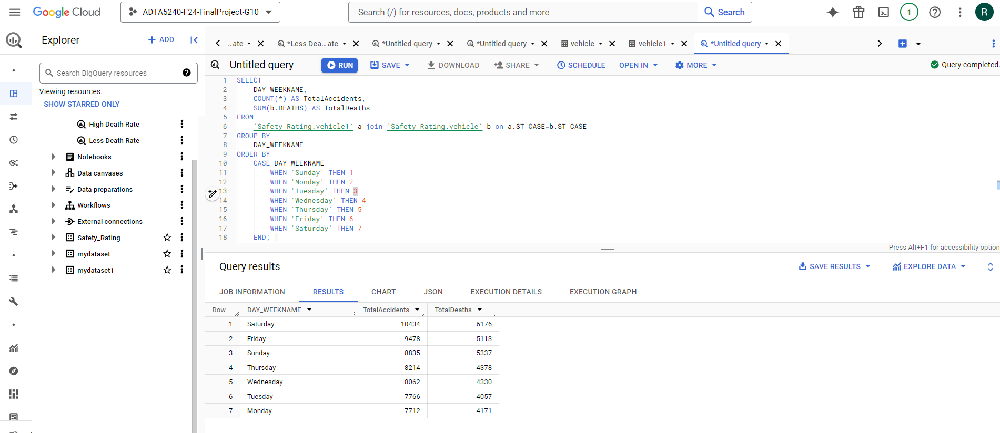 Google Cloud
ADTA5240-F24-FinalProject-G10
Search (/) for resources, docs, products and more
Search
1
R
Explorer
+ ADD
.. ate
*Less Dea... ate
*Untitled query
*Untitled query
vehicle
vehicle1
*Untitled query
Search BigQuery resources
Viewing resources.
SHOW STARRED ONLY
High Death Rate
Less Death Rate
Notebooks
Data canvases
Data preparations
Workflows
External connections
Safety_Rating
mydataset
mydataset1
Untitled query
RUN
SAVE
DOWNLOAD
SHARE
SCHEDULE
OPEN IN
MORE
Query completed.
1 SELECT
2 DAY_WEEKNAME,
3 COUNT(*) AS TotalAccidents,
4 SUM(b.DEATHS) AS TotalDeaths
5 FROM
6 `Safety_Rating.vehicle1` a join `Safety_Rating.vehicle` b on a.ST_CASE=b.ST_CASE
7 GROUP BY
8 DAY_WEEKNAME
9 ORDER BY
10 CASE DAY_WEEKNAME
11 WHEN 'Sunday' THEN 1
12 WHEN 'Monday' THEN 2
13 WHEN 'Tuesday' THEN 3
14 WHEN 'Wednesday' THEN 4
15 WHEN 'Thursday' THEN 5
16 WHEN 'Friday' THEN 6
17 WHEN 'Saturday' THEN 7
18 END;
Press Alt+F1 for accessibility option
Query results
SAVE RESULTS
EXPLORE DATA
JOB INFORMATION
RESULTS
CHART
JSON
EXECUTION DETAILS
EXECUTION GRAPH
Row DAY_WEEKNAME TotalAccidents TotalDeaths
1 Saturday 10434 6176
2 Friday 9478 5113
3 Sunday 8835 5337
4 Thursday 8214 4378
5 Wednesday 8062 4330
6 Tuesday 7766 4057
7 Monday 7712 4171